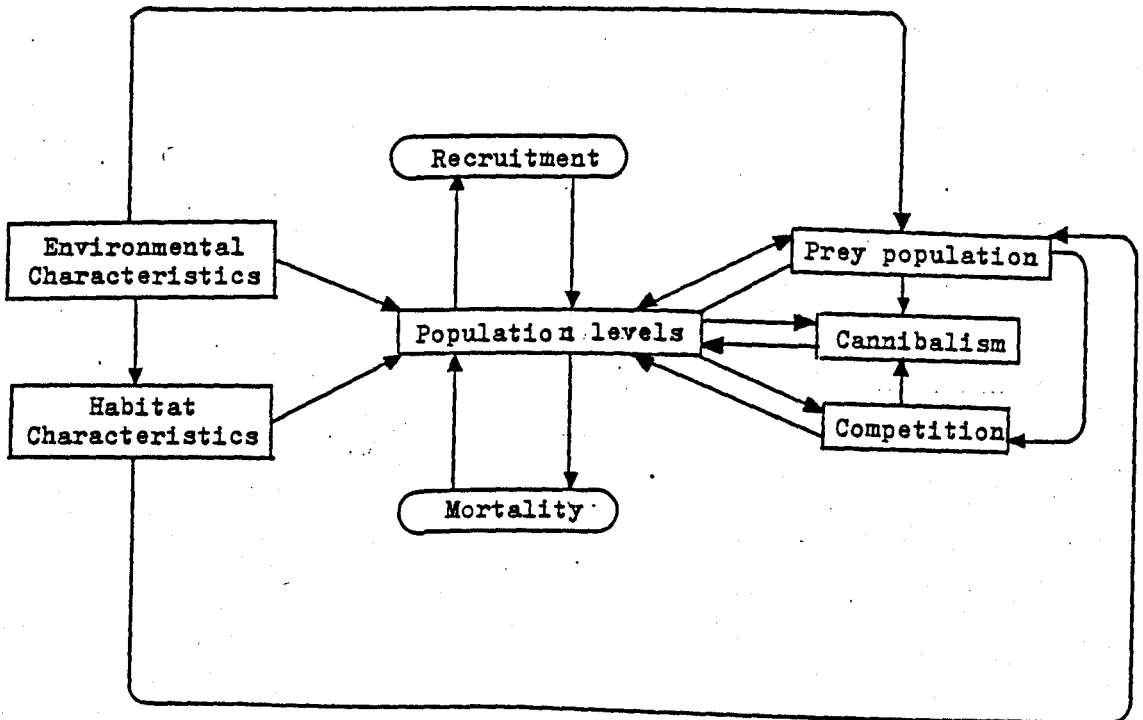 Recruitment
Environmental
Characteristics
Prey population
Population levels
Cannibalism
Habitat
Characteristics
Competition
Mortality